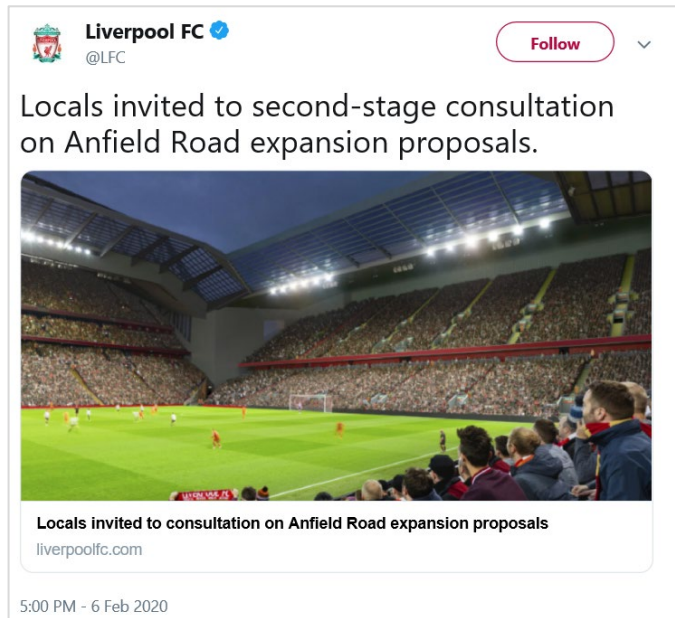 Liverpool FC
@LFC
Follow
Locals invited to second-stage consultation
on Anfield Road expansion proposals.
Locals invited to consultation on Anfield Road expansion proposals
liverpoolfc.com
5:00 PM - 6 Feb 2020